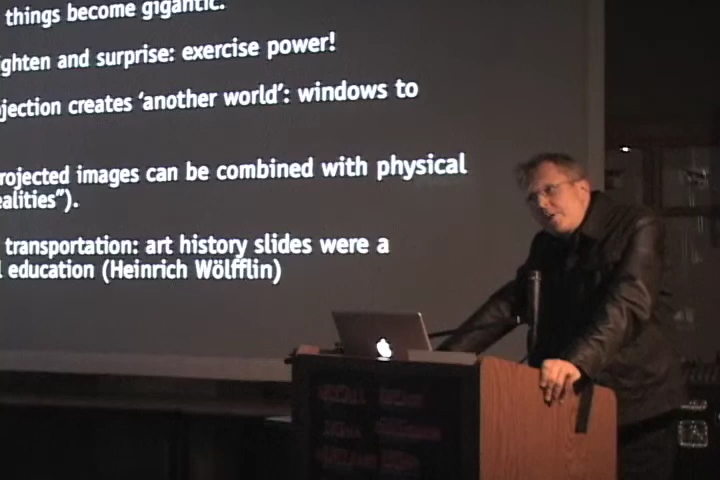 things become gigantic.
ghten and surprise: exercise power!
jection creates ‘another world’: windows to
rojected images can be combined with physical
ealities”).
transportation: art history slides were a
l education (Heinrich Wölfflin)